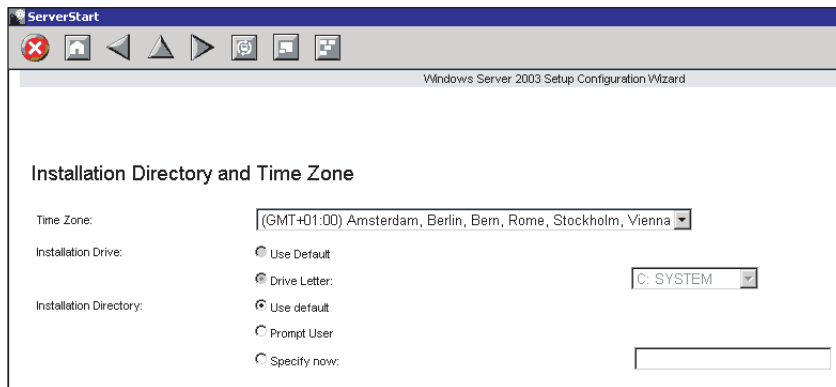 ServerStart
Windows Server 2003 Setup Configuration Wizard
Installation Directory and Time Zone
Time Zone: (GMT+01:00) Amsterdam, Berlin, Bern, Rome, Stockholm, Vienna
Installation Drive: Use Default
Drive Letter: C: SYSTEM
Installation Directory: Use default
Prompt User
Specify now: